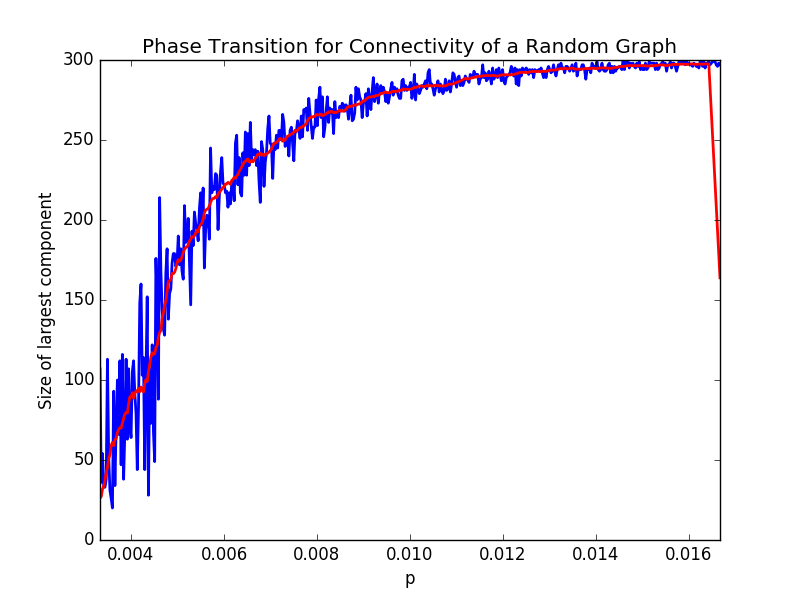 Phase Transition for Connectivity of a Random Graph
300
250
200
150
100
50
0
Size of largest component
0.004 0.006 0.008 0.010 0.012 0.014 0.016
p